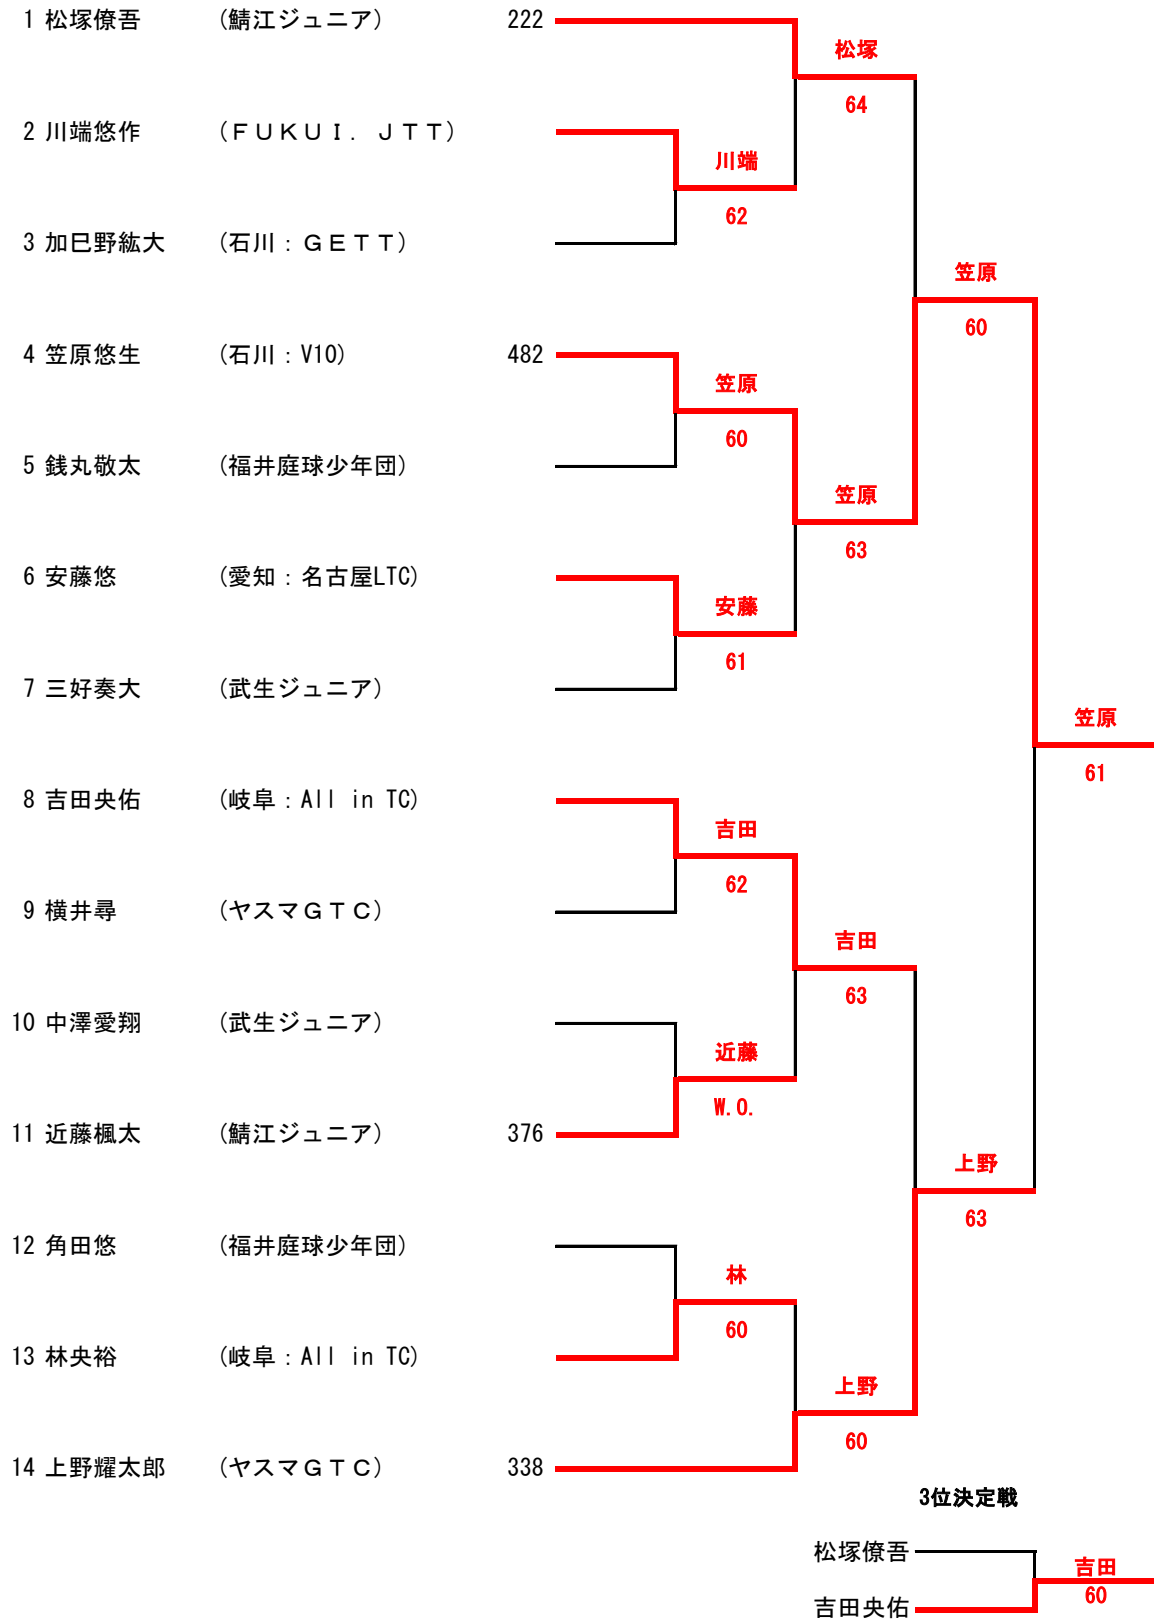 1 松塚僚吾 (鯖江ジュニア) 222
松塚
64
2 川端悠作 (ＦＵＫＵＩ．ＪＴＴ)
川端
62
3 加巳野紘大 (石川：ＧＥＴＴ)
笠原
60
4 笠原悠生 (石川：V10) 482
笠原
60
5 銭丸敬太 (福井庭球少年団)
笠原
63
6 安藤悠 (愛知：名古屋LTC)
安藤
61
7 三好奏大 (武生ジュニア)
笠原
61
8 吉田央佑 (岐阜：All in TC)
吉田
62
9 横井尋 (ヤスマＧＴＣ)
吉田
63
10 中澤愛翔 (武生ジュニア)
近藤
W.O.
11 近藤楓太 (鯖江ジュニア) 376
上野
63
12 角田悠 (福井庭球少年団)
林
60
13 林央裕 (岐阜：All in TC)
上野
60
14 上野耀太郎 (ヤスマＧＴＣ) 338
3位決定戦
松塚僚吾
吉田
60
吉田央佑